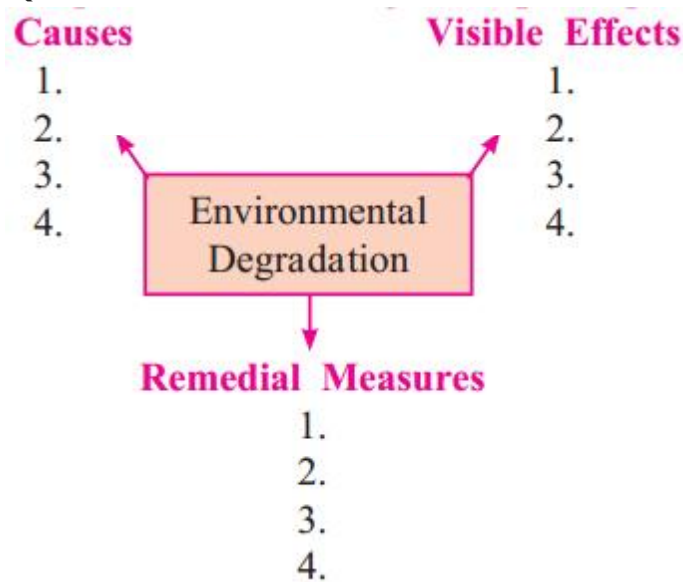 Causes
1.
2.
3.
4.
Visible Effects
1.
2.
3.
4.
Environmental
Degradation
Remedial Measures
1.
2.
3.
4.